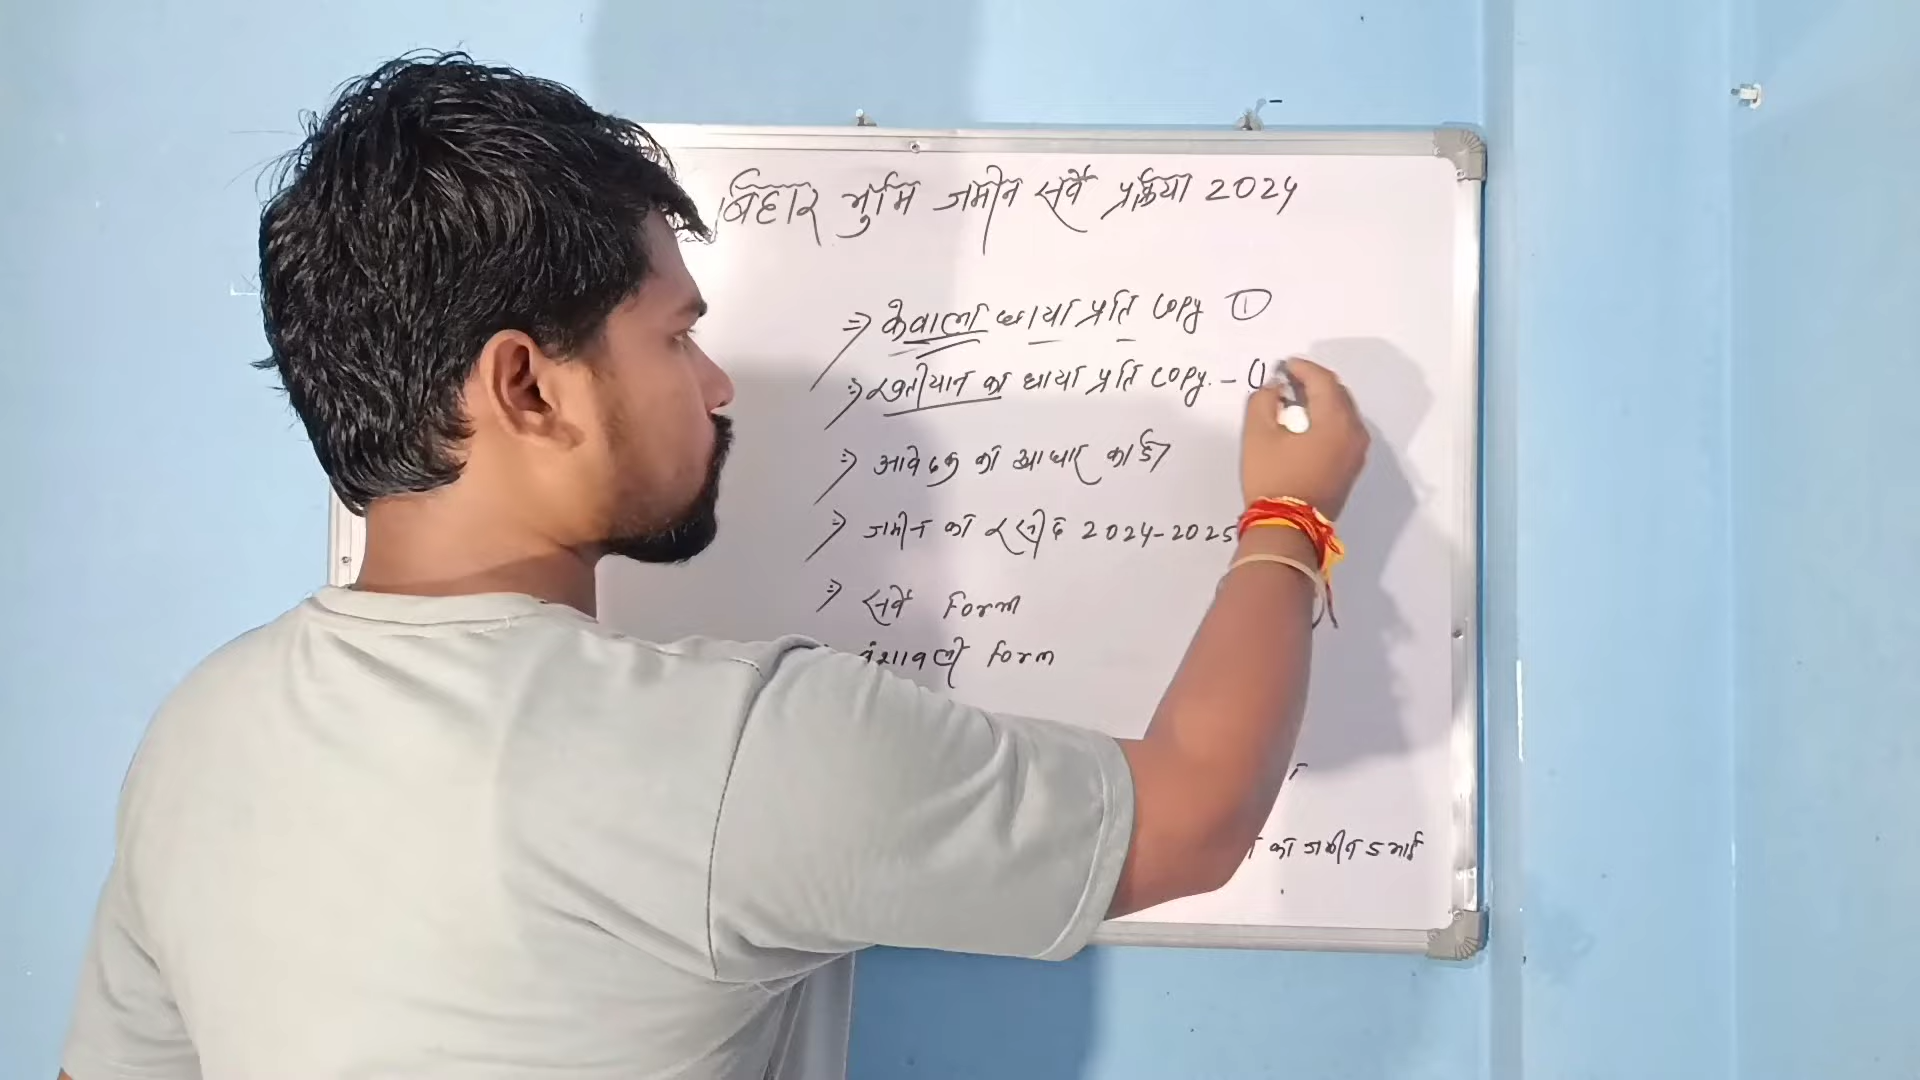 बिहार भुमि जमीन सर्वे प्रक्रिया 2024
⇒ केवाला छाया प्रति copy ①
⇒ खतीयान का छाया प्रति copy. - ①
⇒ आवेदक का आधार कार्ड
⇒ जमीन का रसीद 2024-2025
⇒ सर्वे Form
वंशावली form
का जमीन 5 भाई